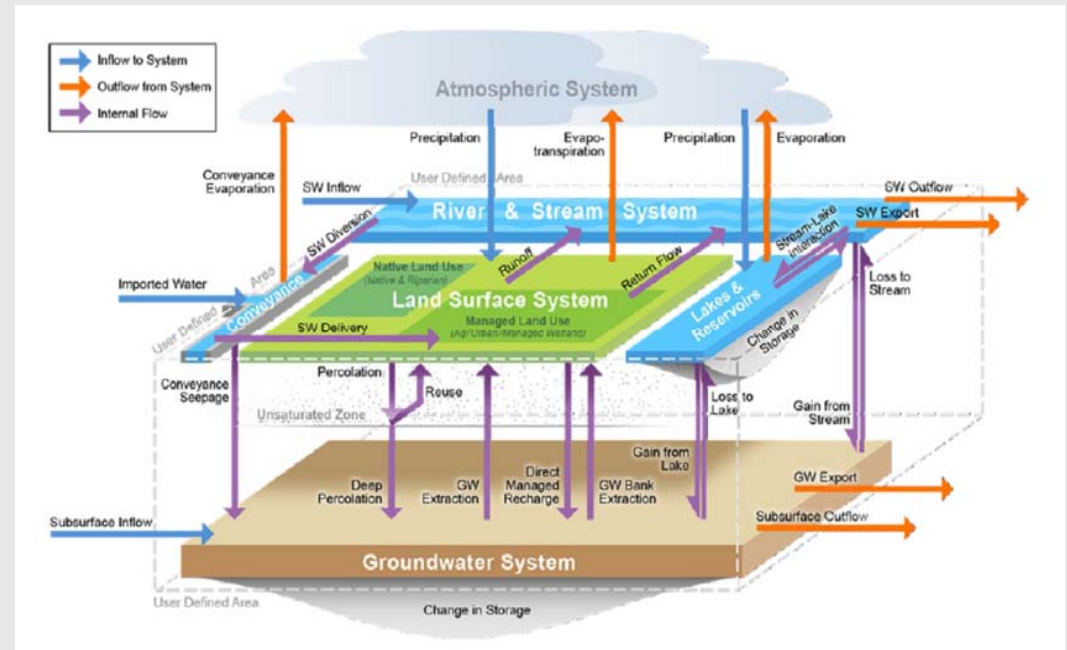 Inflow to System
Outflow from System
Internal Flow
Atmospheric System
Precipitation
Evapo-
transpiration
Precipitation
Evaporation
Conveyance
Evaporation
User Defined Area
SW Inflow
SW Outflow
River & Stream System
SW Export
SW Diversion
Stream-Lake
Interaction
Runoff
Return Flow
Native Land Use
(Native & Riparian)
Loss to
Stream
Imported Water
User Defined Area
Conveyance
Land Surface System
Lakes &
Reservoirs
SW Delivery
Managed Land Use
(Ag/Urban/Managed Wetland)
Change in
Storage
Percolation
Conveyance
Seepage
Reuse
Loss to
Lake
Unsaturated Zone
Gain from
Stream
Gain from
Lake
Deep
Percolation
GW
Extraction
Direct
Managed
Recharge
GW Bank
Extraction
GW Export
Subsurface Inflow
Subsurface Outflow
Groundwater System
User Defined Area
Change in Storage